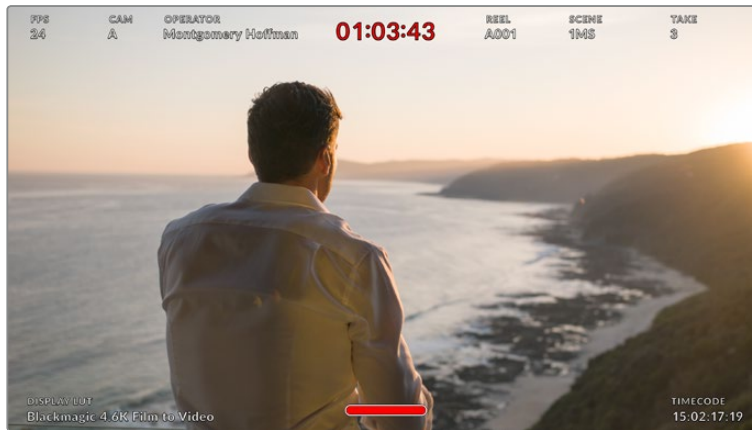 FPS CAM OPERATOR 01:03:43 REEL SCENE TAKE
24 A Montgomery Hoffman A001 1MS 3
DISPLAY LUT TIMECODE
Blackmagic 4.6K Film to Video 15:02:17:19